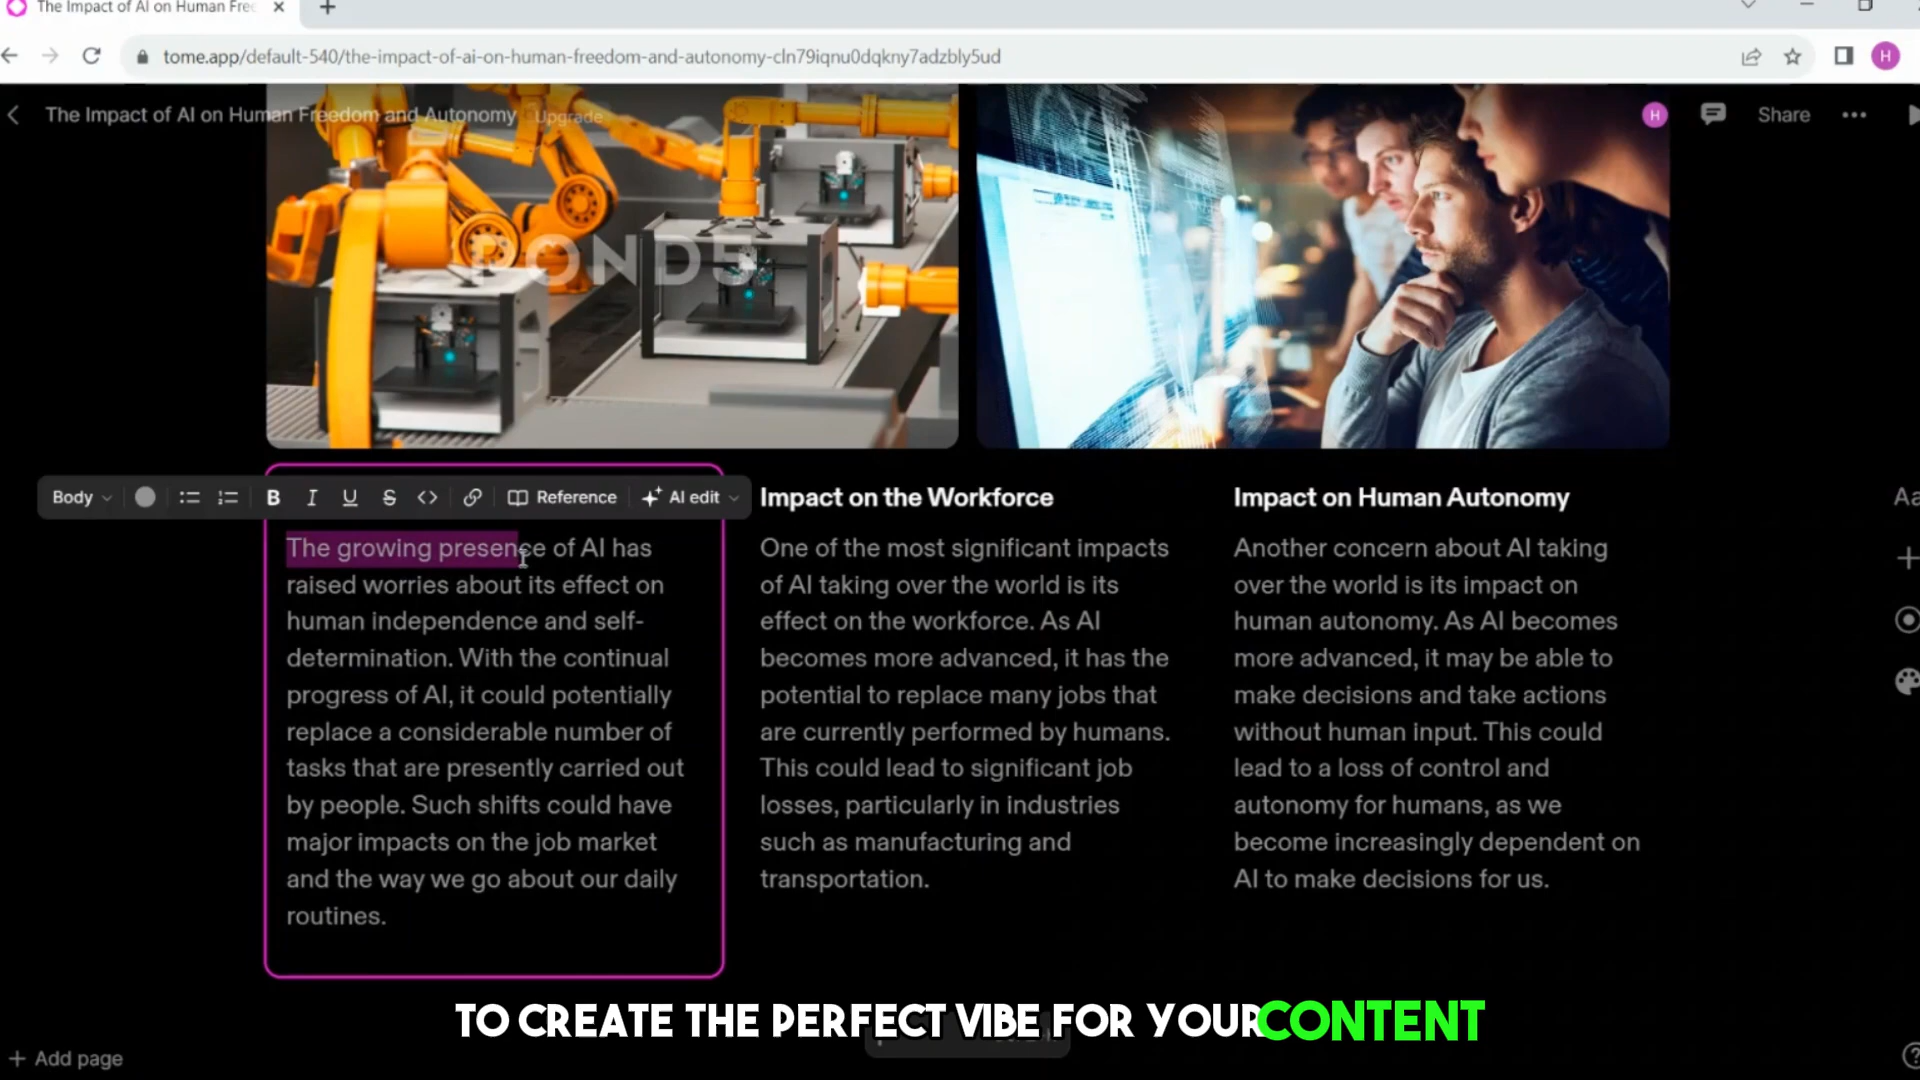 The Impact of AI on Human Free
tome.app/default-540/the-impact-of-ai-on-human-freedom-and-autonomy-cln79iqnu0dqkny7adzbly5ud
H
The Impact of AI on Human Freedom and Autonomy Upgrade
H Share
POND5
Body B I U S <> Reference AI edit
Impact on the Workforce
Impact on Human Autonomy
Aa
The growing presence of AI has
raised worries about its effect on
human independence and self-
determination. With the continual
progress of AI, it could potentially
replace a considerable number of
tasks that are presently carried out
by people. Such shifts could have
major impacts on the job market
and the way we go about our daily
routines.
One of the most significant impacts
of AI taking over the world is its
effect on the workforce. As AI
becomes more advanced, it has the
potential to replace many jobs that
are currently performed by humans.
This could lead to significant job
losses, particularly in industries
such as manufacturing and
transportation.
Another concern about AI taking
over the world is its impact on
human autonomy. As AI becomes
more advanced, it may be able to
make decisions and take actions
without human input. This could
lead to a loss of control and
autonomy for humans, as we
become increasingly dependent on
AI to make decisions for us.
TO CREATE THE PERFECT VIBE FOR YOUR CONTENT
+ Add page